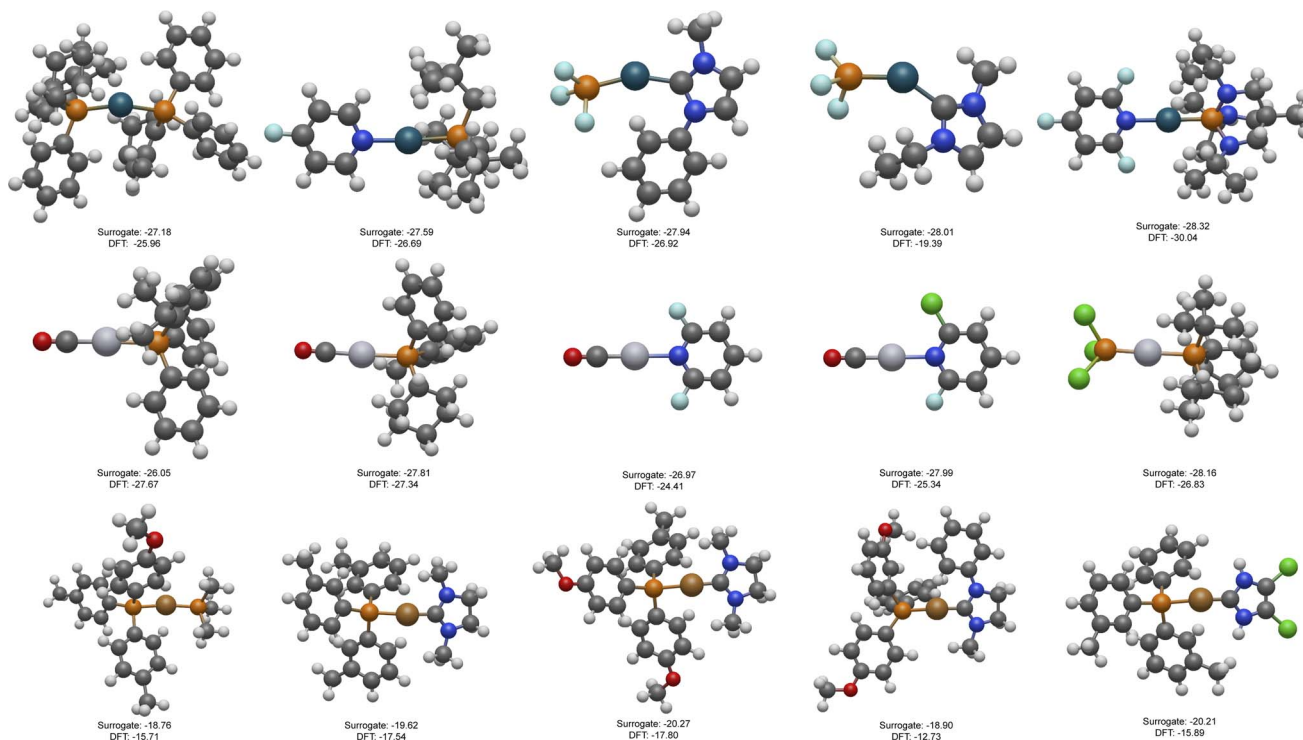 Surrogate: -27.18
DFT: -25.96
Surrogate: -27.59
DFT: -26.69
Surrogate: -27.94
DFT: -26.92
Surrogate: -28.01
DFT: -19.39
Surrogate: -28.32
DFT: -30.04
Surrogate: -26.05
DFT: -27.67
Surrogate: -27.81
DFT: -27.34
Surrogate: -26.97
DFT: -24.41
Surrogate: -27.99
DFT: -25.34
Surrogate: -28.16
DFT: -26.83
Surrogate: -18.76
DFT: -15.71
Surrogate: -19.62
DFT: -17.54
Surrogate: -20.27
DFT: -17.80
Surrogate: -18.90
DFT: -12.73
Surrogate: -20.21
DFT: -15.89